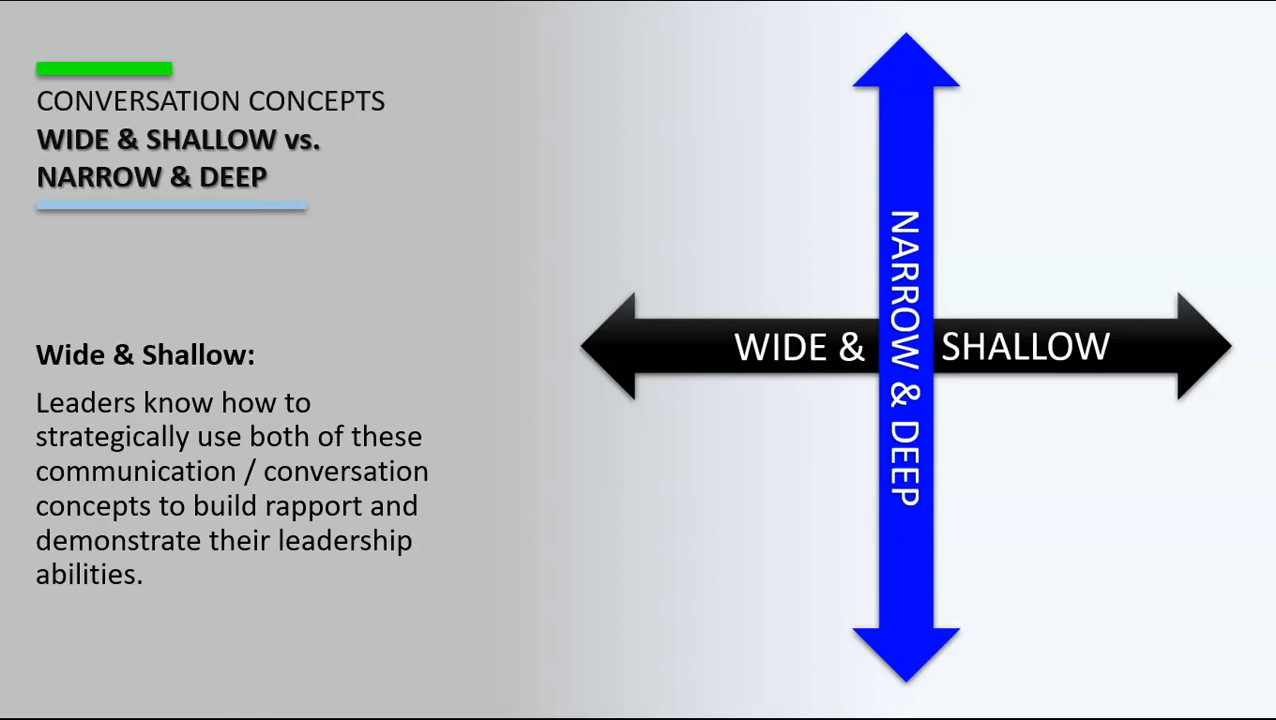 CONVERSATION CONCEPTS
WIDE & SHALLOW vs.
NARROW & DEEP
Wide & Shallow:
Leaders know how to
strategically use both of these
communication / conversation
concepts to build rapport and
demonstrate their leadership
abilities.
WIDE & SHALLOW
NARROW & DEEP